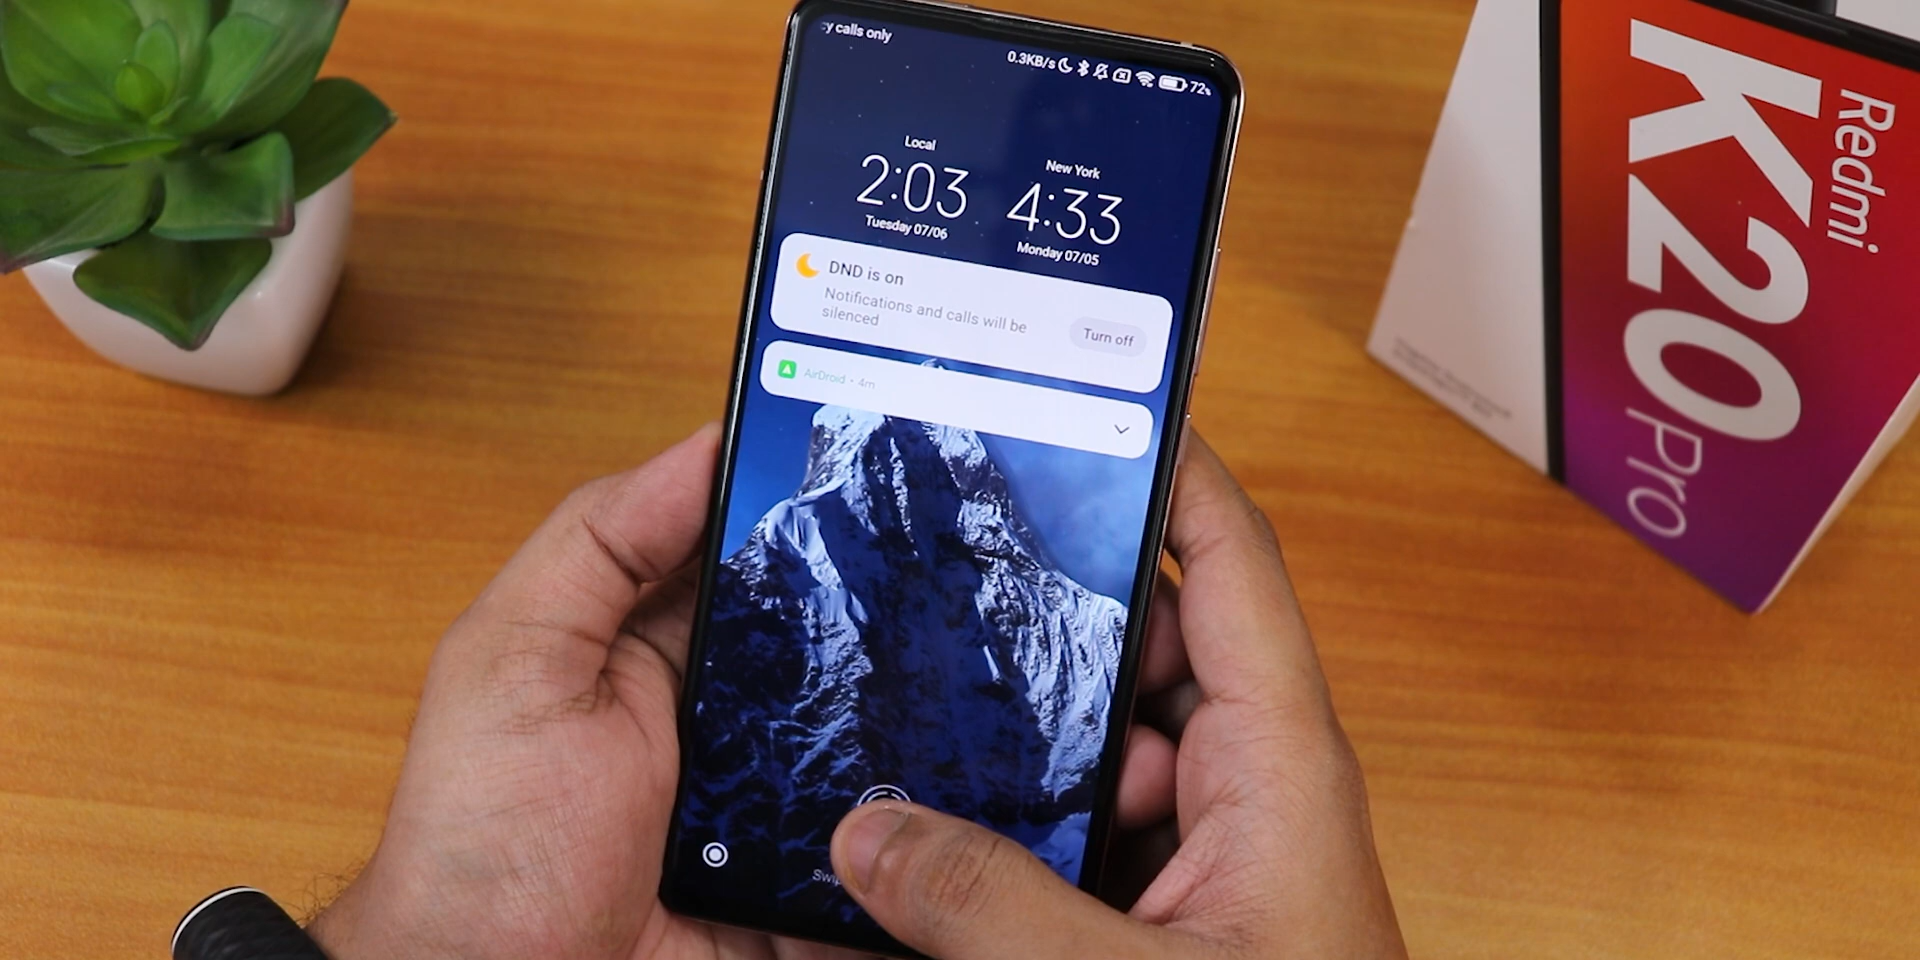 y calls only
0.3KB/s 72%
Local
2:03
Tuesday 07/06
New York
4:33
Monday 07/05
DND is on
Notifications and calls will be
silenced
Turn off
AirDroid • 4m
Redmi
K20
Pro